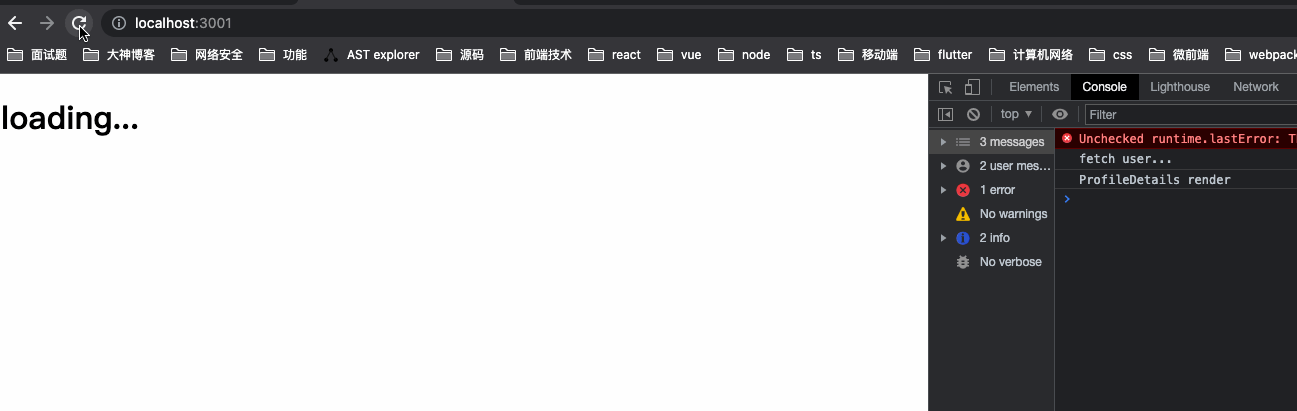 localhost:3001
面试题 大神博客 网络安全 功能 AST explorer 源码 前端技术 react vue node ts 移动端 flutter 计算机网络 css 微前端 webpack
loading...
Elements Console Lighthouse Network
top ▼ Filter
3 messages
2 user mes...
1 error
No warnings
2 info
No verbose
Unchecked runtime.lastError: Th
fetch user...
ProfileDetails render